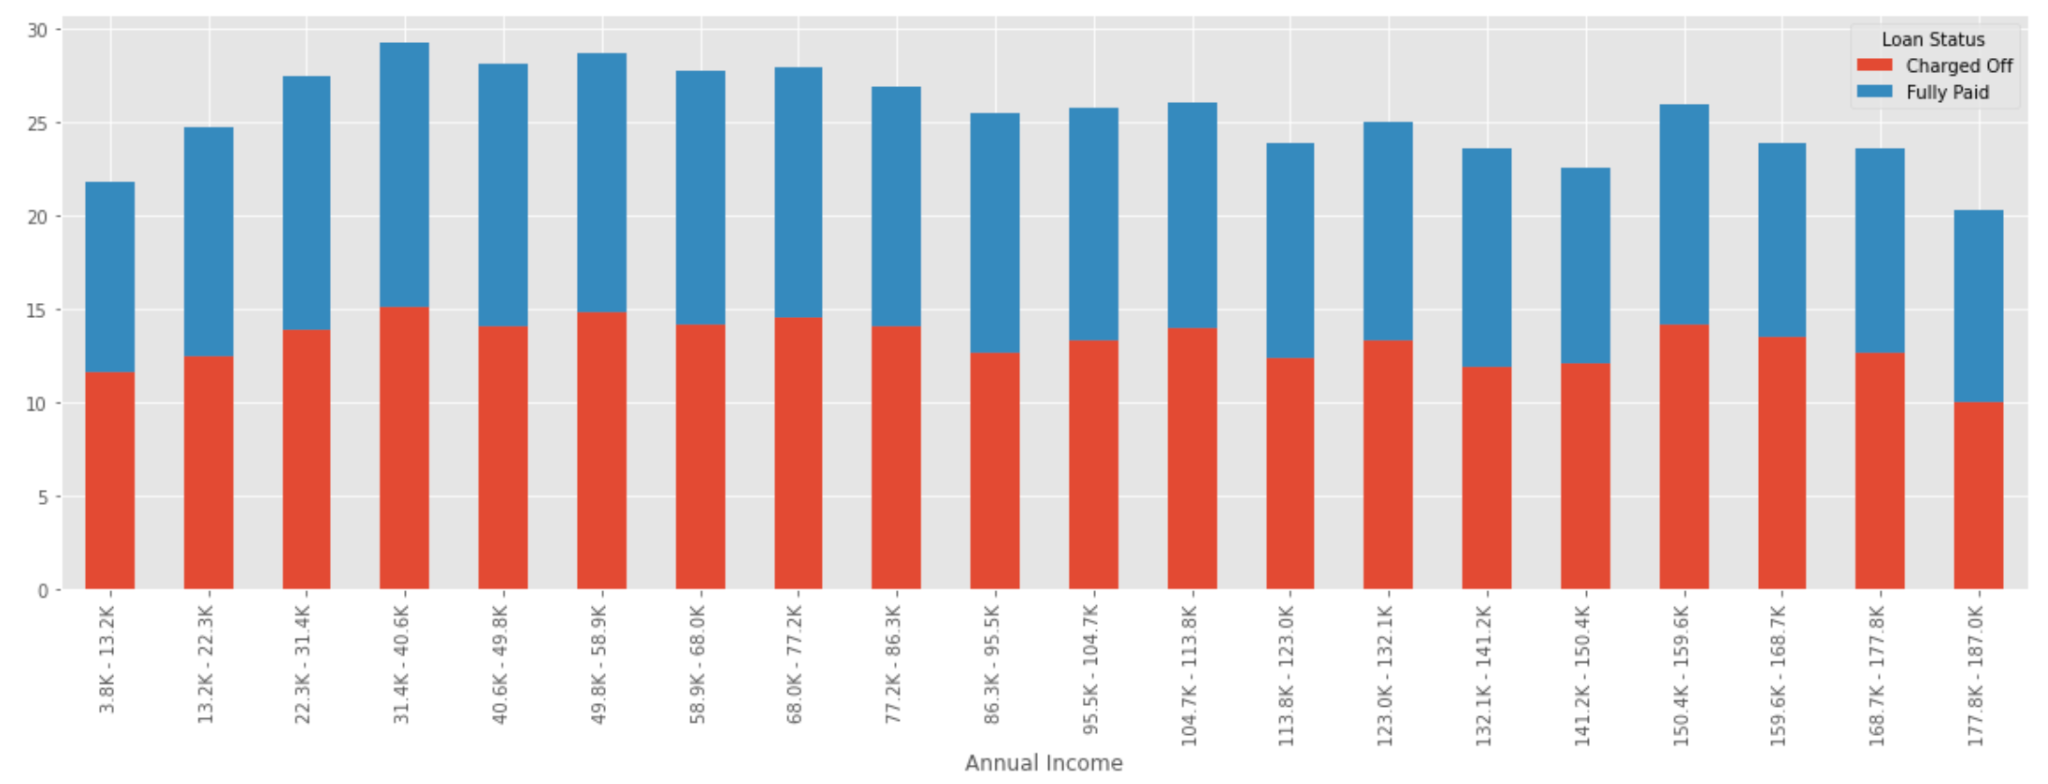 30
25
20
15
10
5
0
Loan Status
Charged Off
Fully Paid
3.8K - 13.2K
13.2K - 22.3K
22.3K - 31.4K
31.4K - 40.6K
40.6K - 49.8K
49.8K - 58.9K
58.9K - 68.0K
68.0K - 77.2K
77.2K - 86.3K
86.3K - 95.5K
95.5K - 104.7K
104.7K - 113.8K
113.8K - 123.0K
123.0K - 132.1K
132.1K - 141.2K
141.2K - 150.4K
150.4K - 159.6K
159.6K - 168.7K
168.7K - 177.8K
177.8K - 187.0K
Annual Income